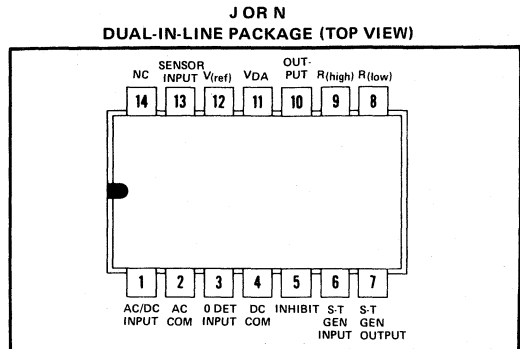 J OR N
DUAL-IN-LINE PACKAGE (TOP VIEW)
NC SENSOR INPUT V(ref) VDA OUT-PUT R(high) R(low)
14 13 12 11 10 9 8
1 2 3 4 5 6 7
AC/DC AC 0 DET DC INHIBIT S-T S-T
INPUT COM INPUT COM GEN GEN
INPUT OUTPUT